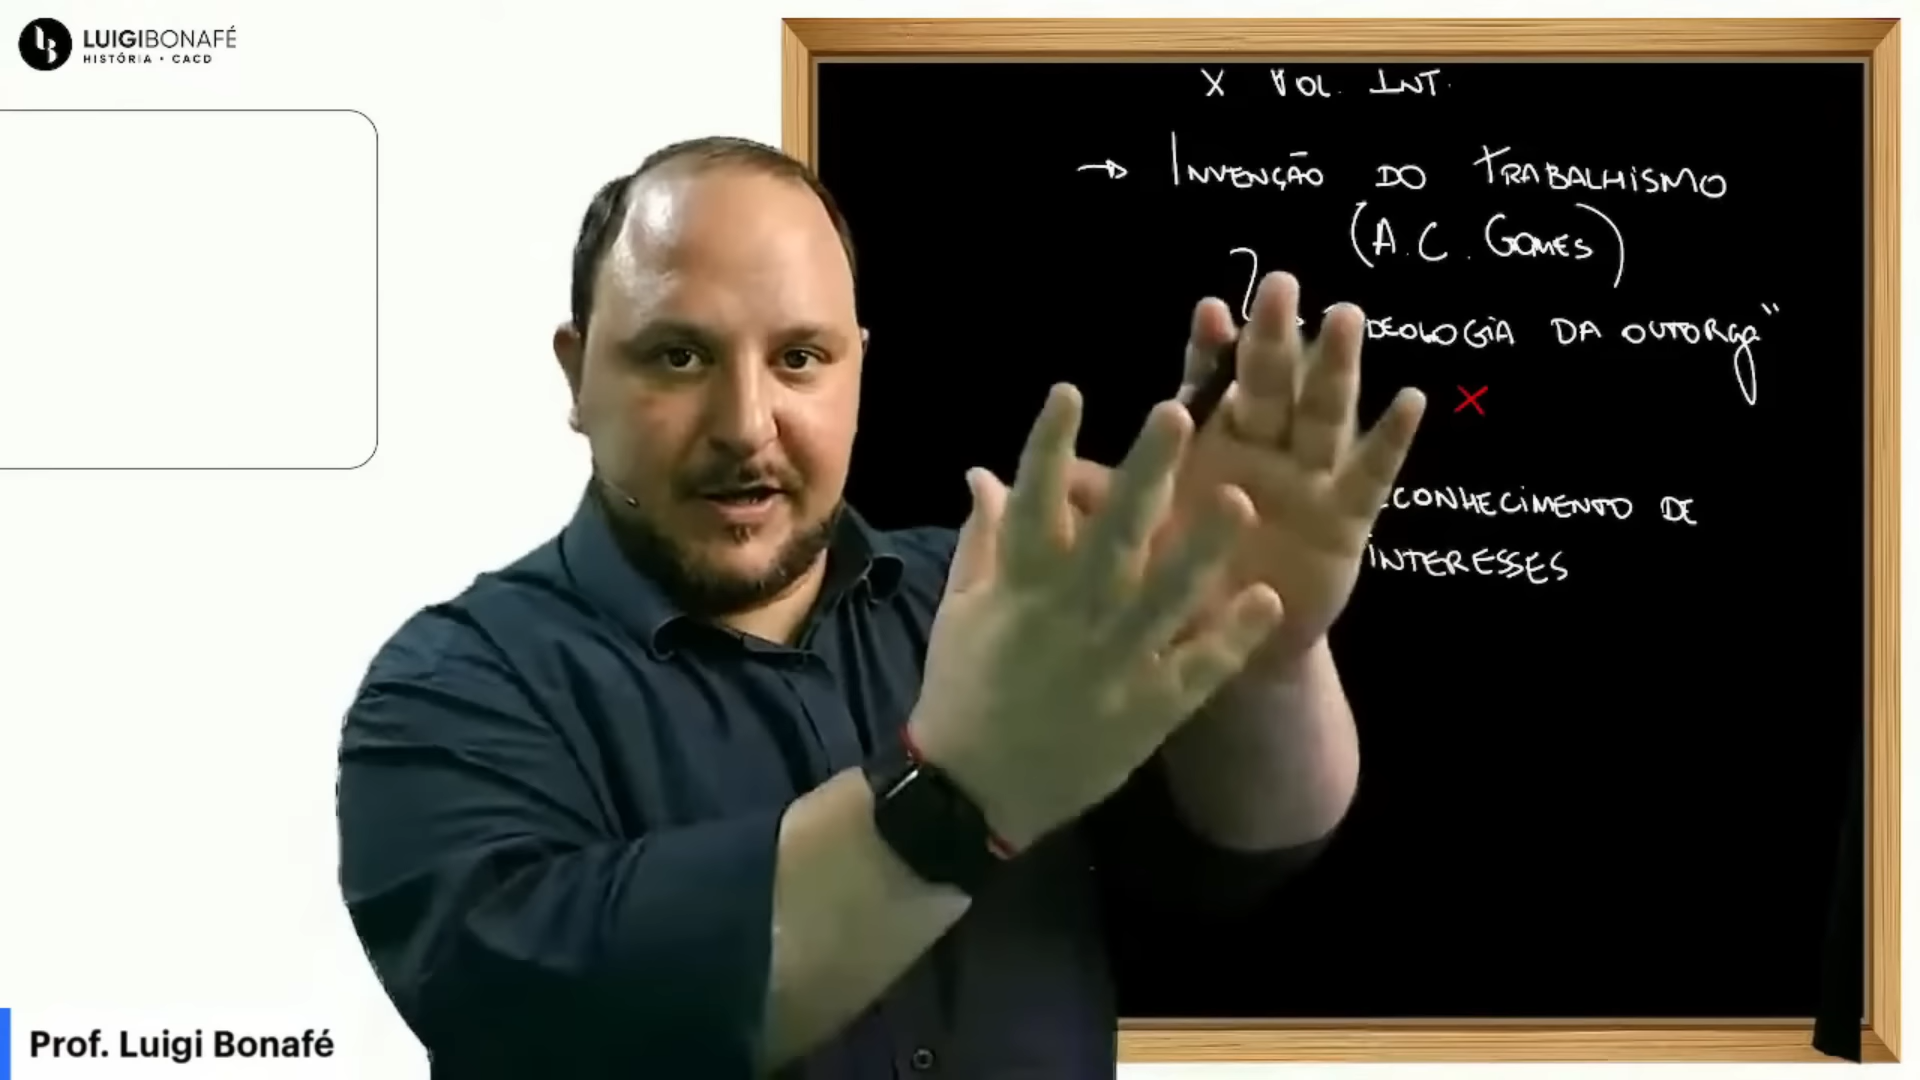 LUIGIBONAFÉ
HISTÓRIA • CACD
X VOL. INT.
→ INVENÇÃO DO TRABALHISMO
(A.C. GOMES)
DEOLOGIA DA OUTORGA"
X
CONHECIMENTO DE
INTERESSES
Prof. Luigi Bonafé